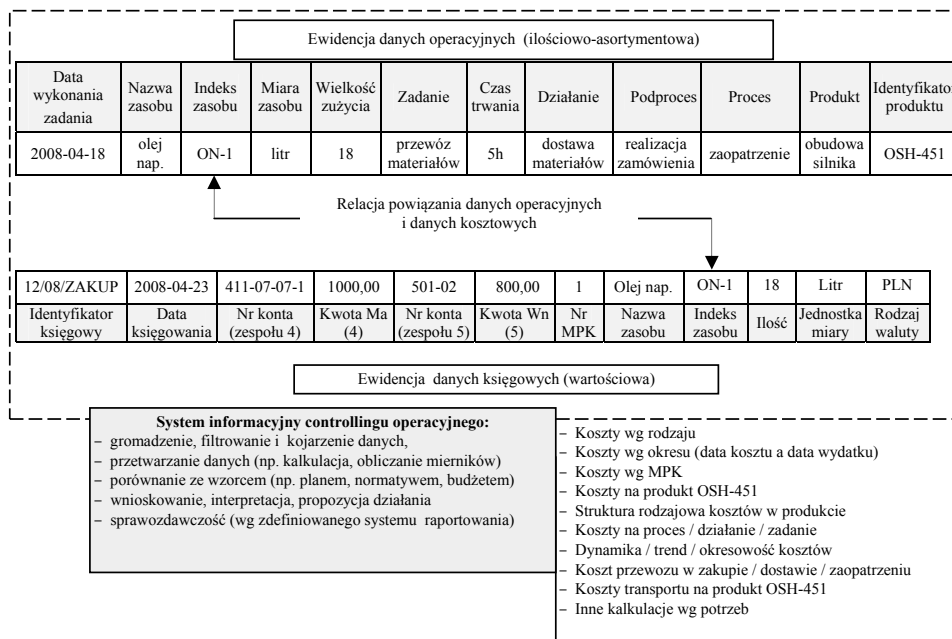 Ewidencja danych operacyjnych (ilościowo-asortymentowa)
Data wykonania zadania Nazwa zasobu Indeks zasobu Miara zasobu Wielkość zużycia Zadanie Czas trwania Działanie Podproces Proces Produkt Identyfikator produktu
2008-04-18 olej nap. ON-1 litr 18 przewóz materiałów 5h dostawa materiałów realizacja zamówienia zaopatrzenie obudowa silnika OSH-451
Relacja powiązania danych operacyjnych
i danych kosztowych
12/08/ZAKUP 2008-04-23 411-07-07-1 1000,00 501-02 800,00 1 Olej nap. ON-1 18 Litr PLN
Identyfikator księgowy Data księgowania Nr konta (zespołu 4) Kwota Ma (4) Nr konta (zespołu 5) Kwota Wn (5) Nr MPK Nazwa zasobu Indeks zasobu Ilość Jednostka miary Rodzaj waluty
Ewidencja danych księgowych (wartościowa)
System informacyjny controllingu operacyjnego:
– gromadzenie, filtrowanie i kojarzenie danych,
– przetwarzanie danych (np. kalkulacja, obliczanie mierników)
– porównanie ze wzorcem (np. planem, normatywem, budżetem)
– wnioskowanie, interpretacja, propozycja działania
– sprawozdawczość (wg zdefiniowanego systemu raportowania)
– Koszty wg rodzaju
– Koszty wg okresu (data kosztu a data wydatku)
– Koszty wg MPK
– Koszty na produkt OSH-451
– Struktura rodzajowa kosztów w produkcie
– Koszty na proces / działanie / zadanie
– Dynamika / trend / okresowość kosztów
– Koszt przewozu w zakupie / dostawie / zaopatrzeniu
– Koszty transportu na produkt OSH-451
– Inne kalkulacje wg potrzeb